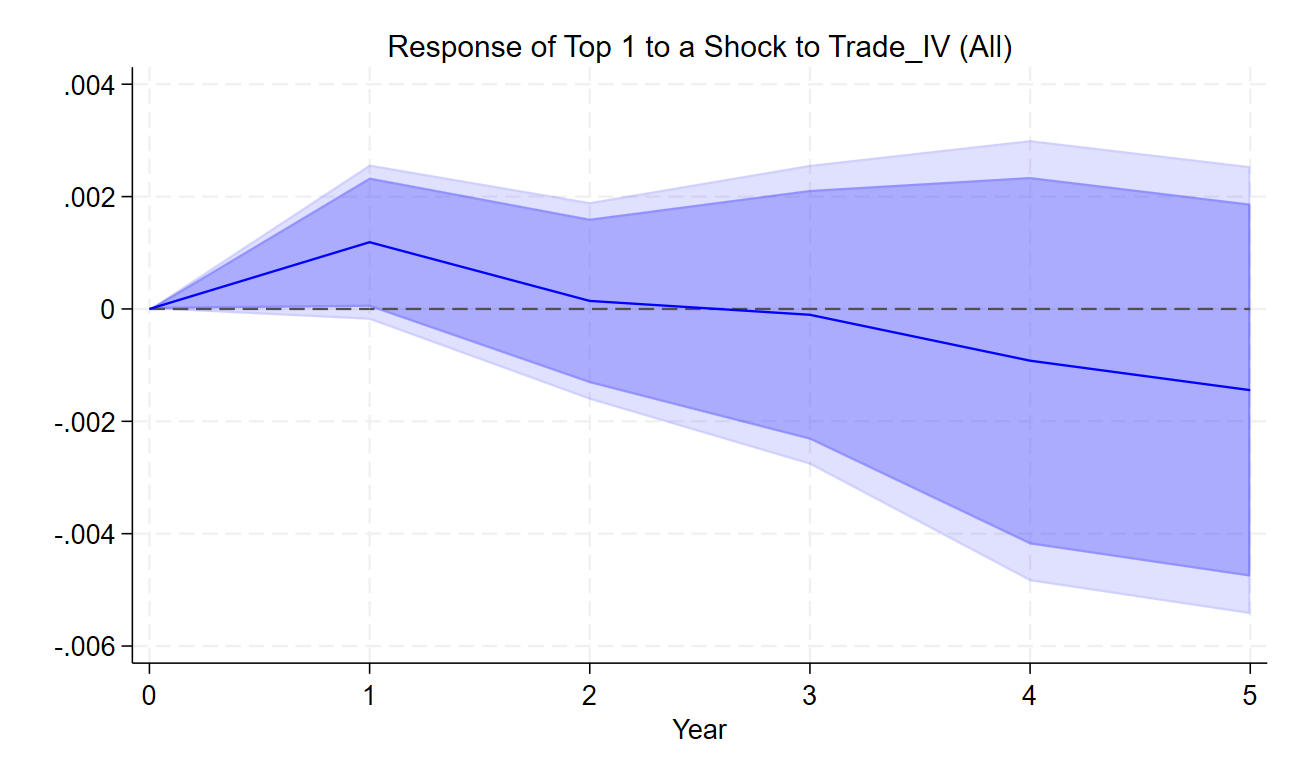 Response of Top 1 to a Shock to Trade_IV (All)
.004
.002
0
-.002
-.004
-.006
0 1 2 3 4 5
Year